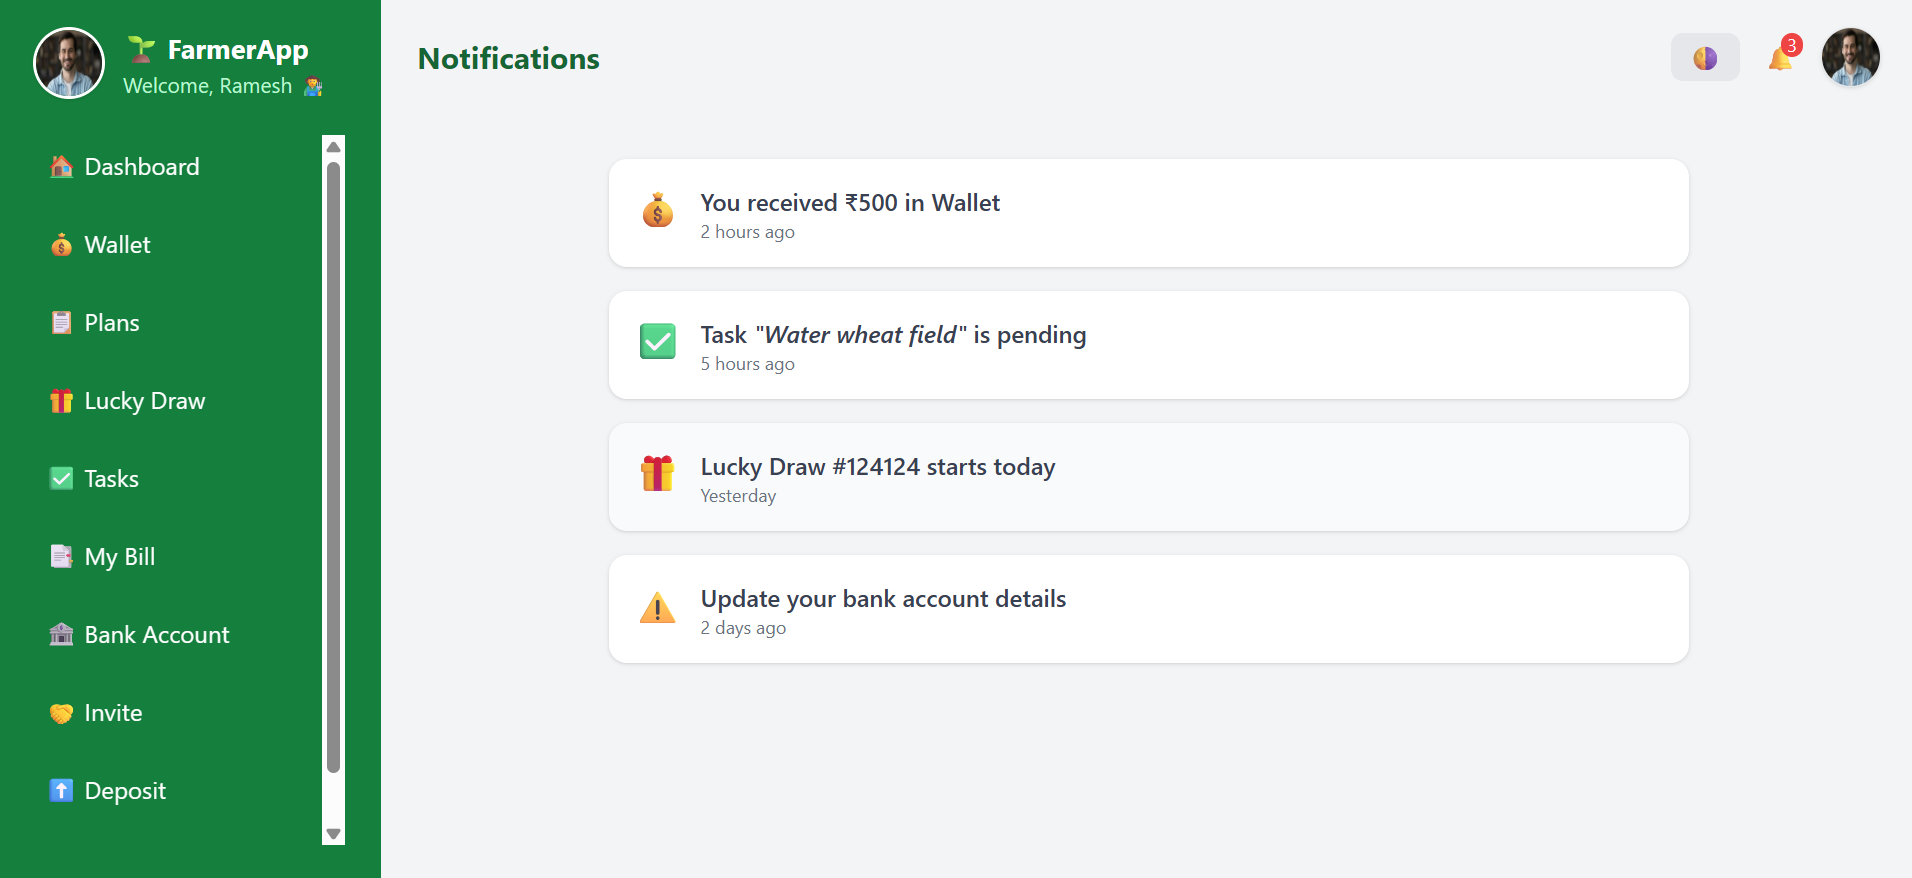 FarmerApp
Welcome, Ramesh
Dashboard
Wallet
Plans
Lucky Draw
Tasks
My Bill
Bank Account
Invite
Deposit
Notifications
3
You received ₹500 in Wallet
2 hours ago
Task "Water wheat field" is pending
5 hours ago
Lucky Draw #124124 starts today
Yesterday
Update your bank account details
2 days ago